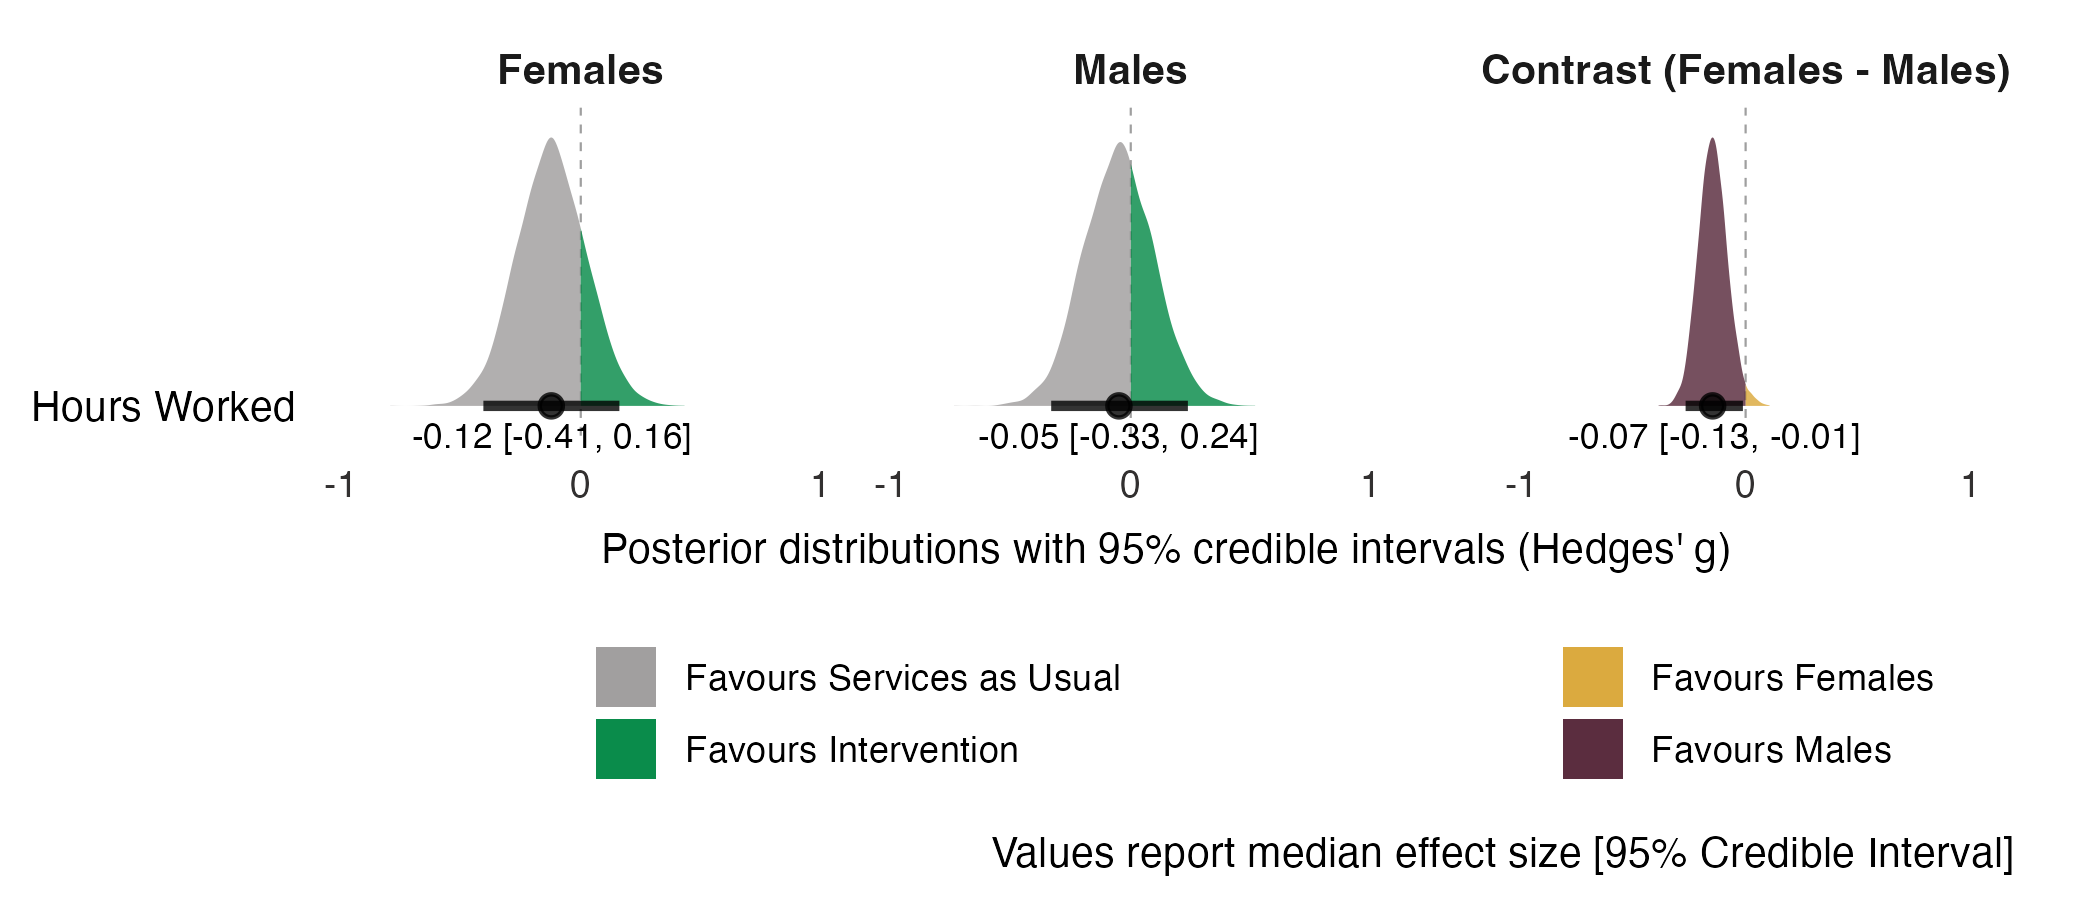 Females Males Contrast (Females - Males)
Hours Worked
-0.12 [-0.41, 0.16] -0.05 [-0.33, 0.24] -0.07 [-0.13, -0.01]
-1 0 1 -1 0 1 -1 0 1
Posterior distributions with 95% credible intervals (Hedges' g)
Favours Services as Usual Favours Females
Favours Intervention Favours Males
Values report median effect size [95% Credible Interval]